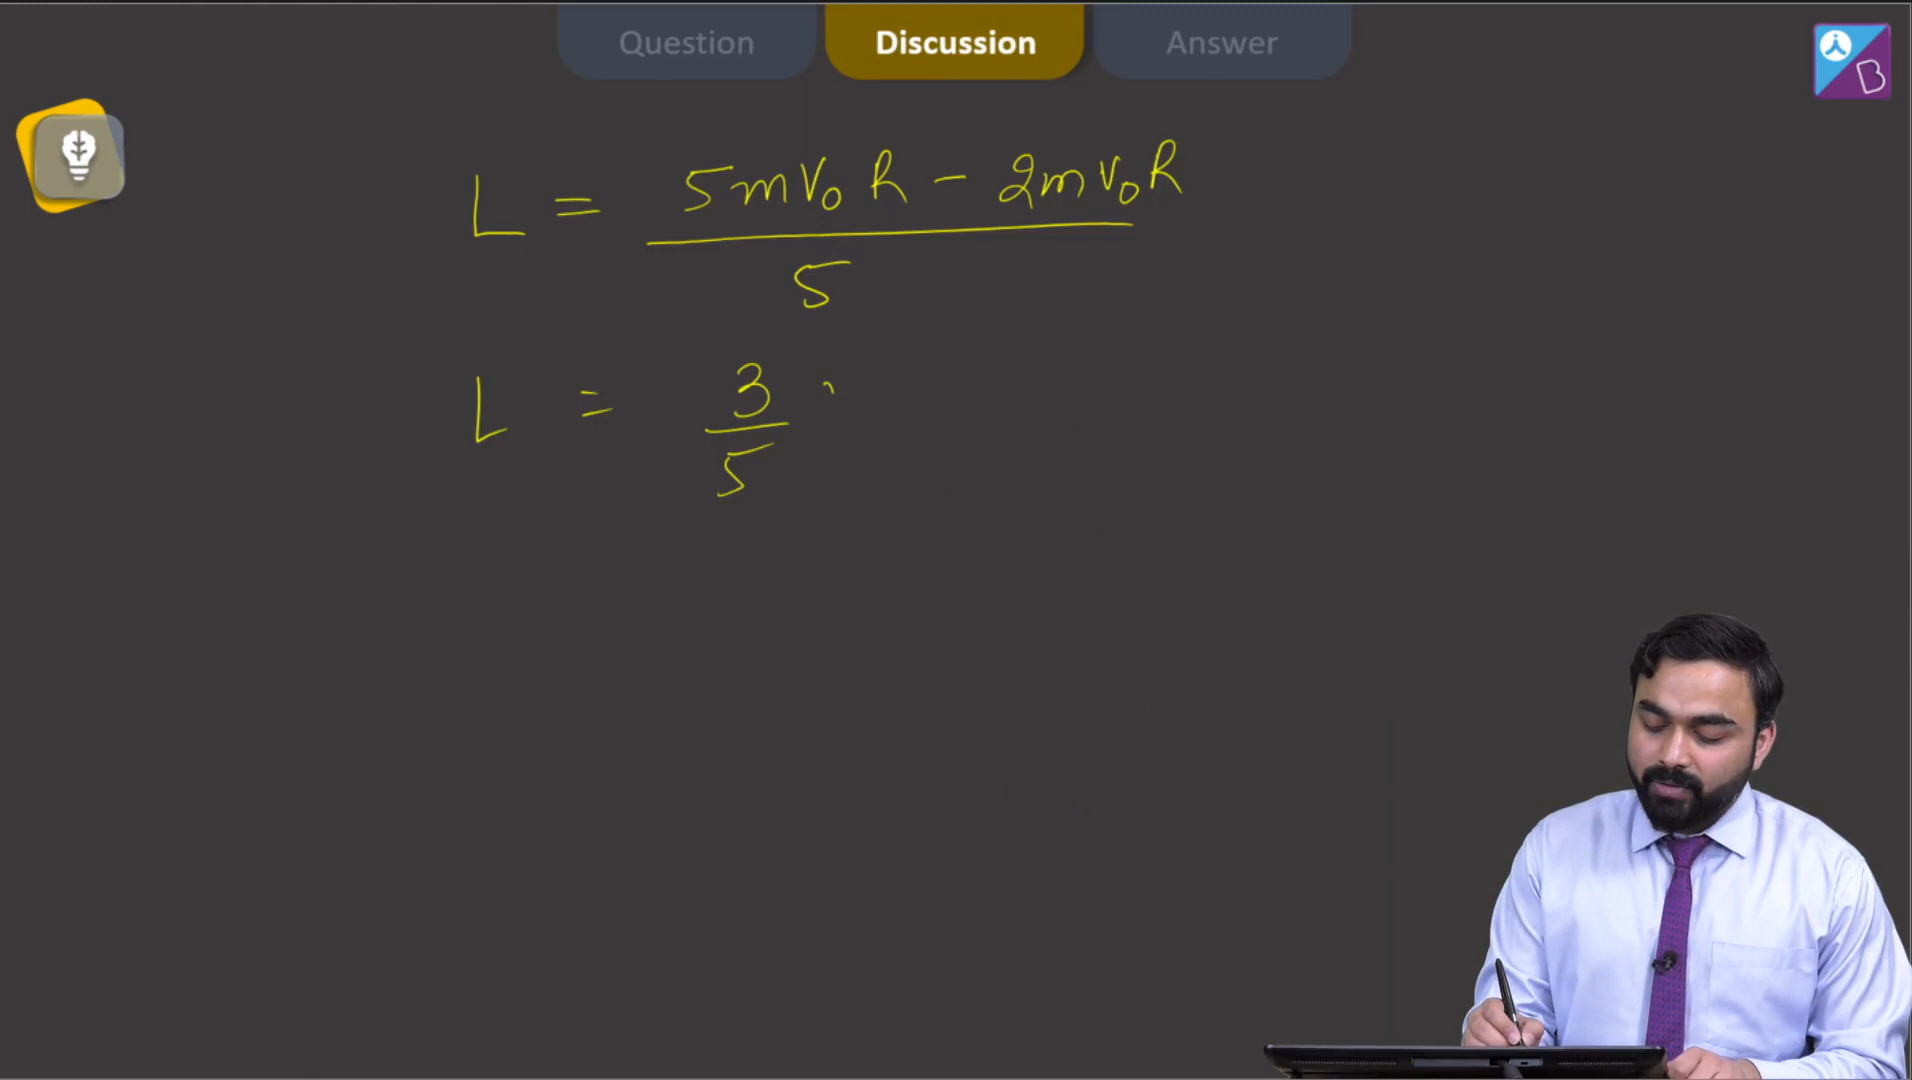 Question Discussion Answer
B
L = 5mv₀R - 2mv₀R / 5
L = 3/5